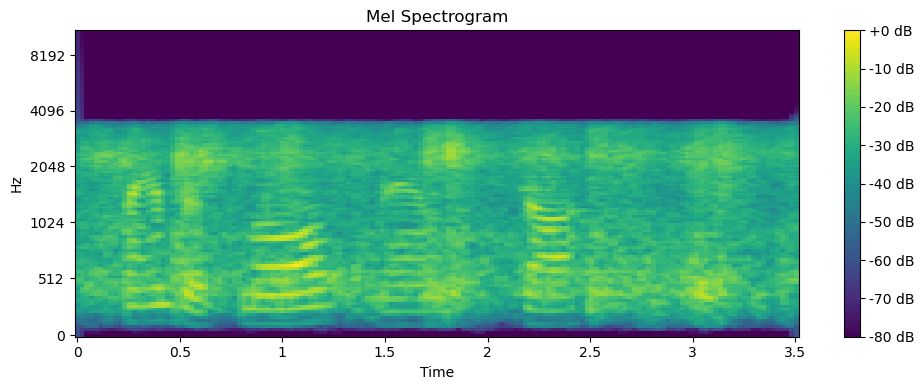 Mel Spectrogram
Hz
8192
4096
2048
1024
512
0
0
0.5
1
1.5
2
2.5
3
3.5
Time
+0 dB
-10 dB
-20 dB
-30 dB
-40 dB
-50 dB
-60 dB
-70 dB
-80 dB